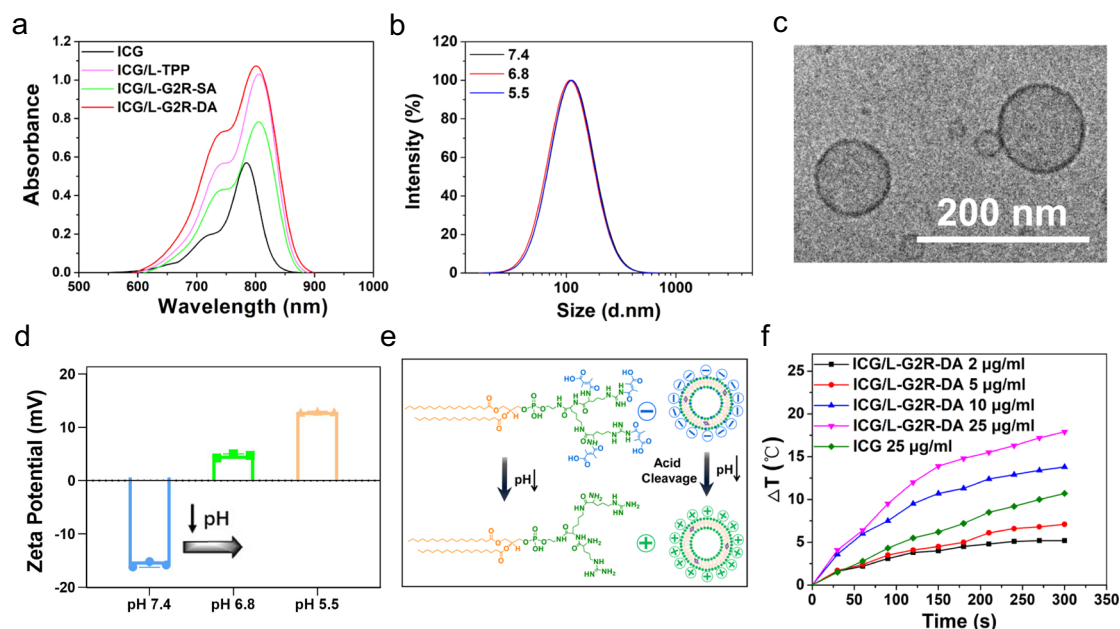 a
1.2
1.0
0.8
0.6
0.4
0.2
0.0
Absorbance
ICG
ICG/L-TPP
ICG/L-G2R-SA
ICG/L-G2R-DA
500 600 700 800 900 1000
Wavelength (nm)
b
120
100
80
60
40
20
0
Intensity (%)
7.4
6.8
5.5
100 1000
Size (d.nm)
c
200 nm
d
20
10
0
-10
-20
Zeta Potential (mV)
pH
pH 7.4 pH 6.8 pH 5.5
e
pH
Acid
Cleavage
pH
f
25
20
15
10
5
0
△T (℃)
ICG/L-G2R-DA 2 μg/ml
ICG/L-G2R-DA 5 μg/ml
ICG/L-G2R-DA 10 μg/ml
ICG/L-G2R-DA 25 μg/ml
ICG 25 μg/ml
0 50 100 150 200 250 300 350
Time (s)